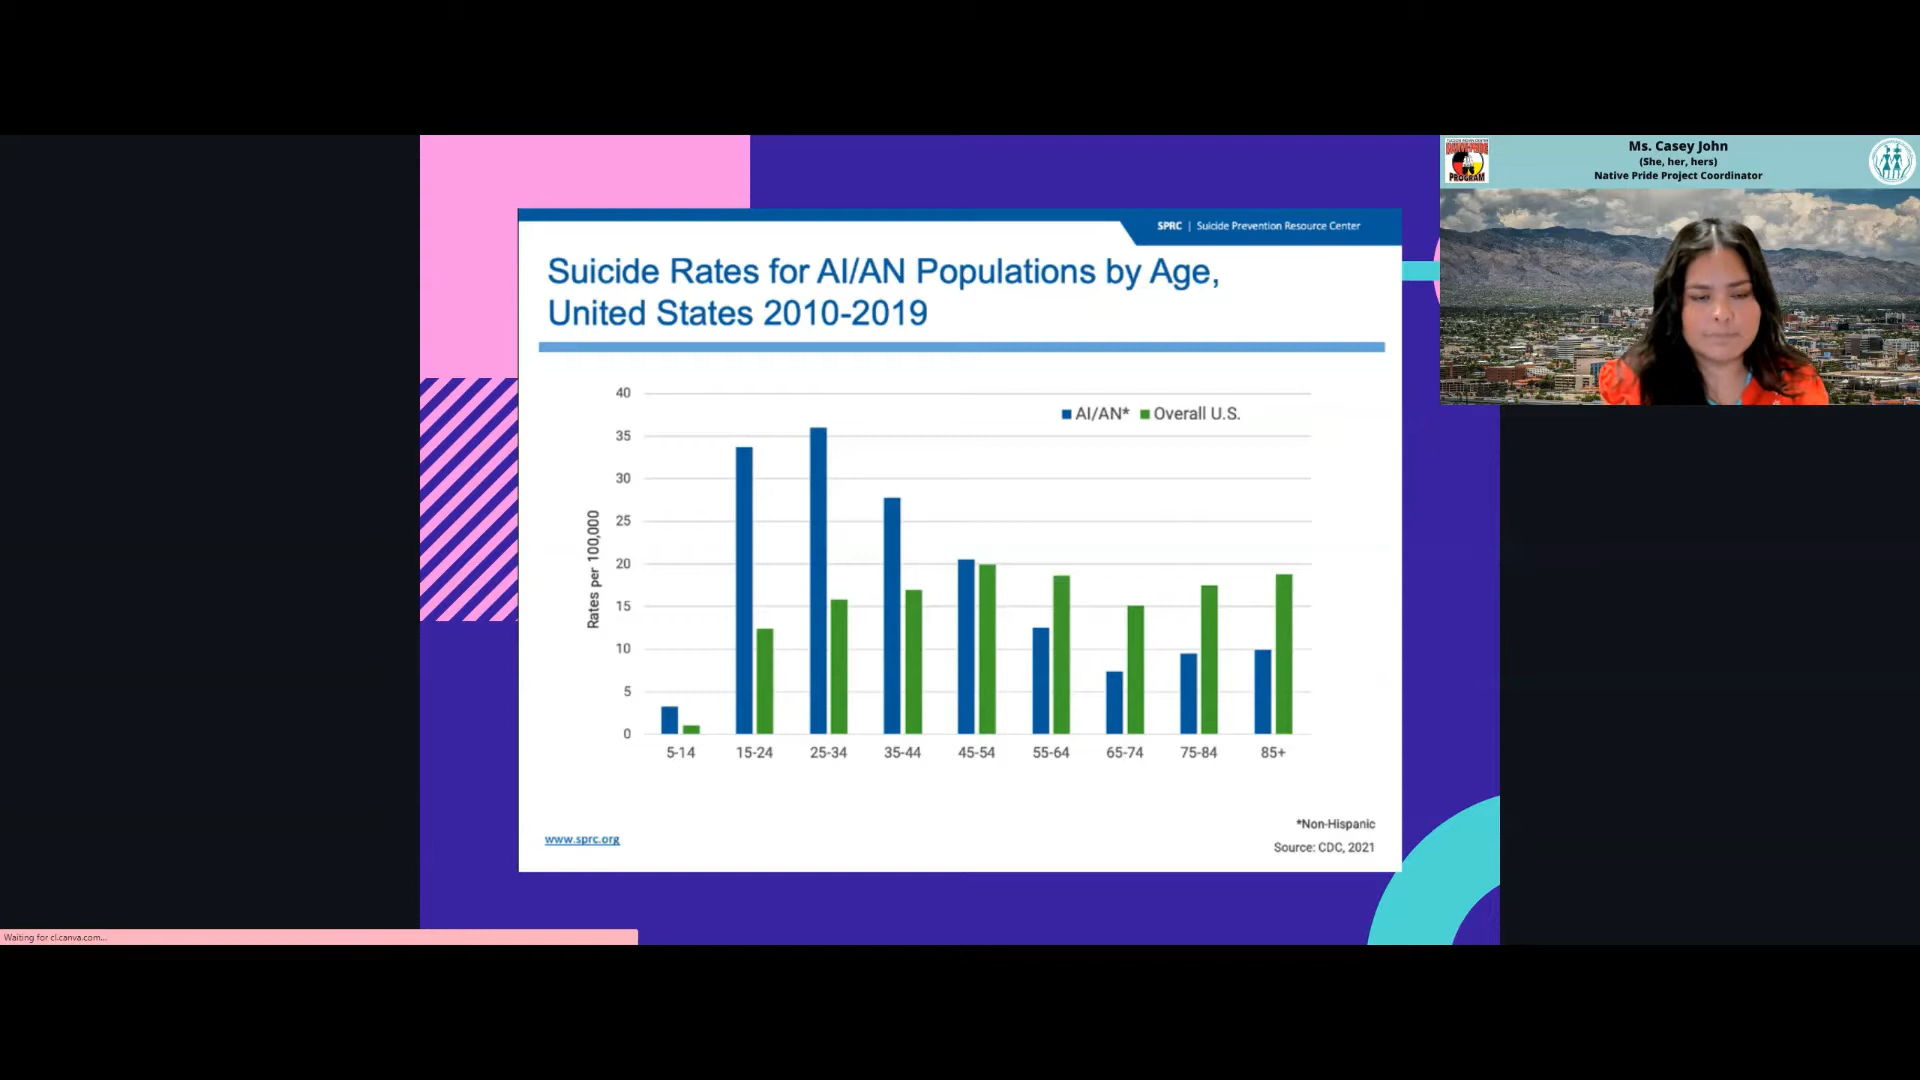 Ms. Casey John
(She, her, hers)
Native Pride Project Coordinator
PROGRAM
SPRC | Suicide Prevention Resource Center
Suicide Rates for AI/AN Populations by Age,
United States 2010-2019
AI/AN* Overall U.S.
Rates per 100,000
40
35
30
25
20
15
10
5
0
5-14 15-24 25-34 35-44 45-54 55-64 65-74 75-84 85+
*Non-Hispanic
www.sprc.org
Source: CDC, 2021
Waiting for cl.canva.com...